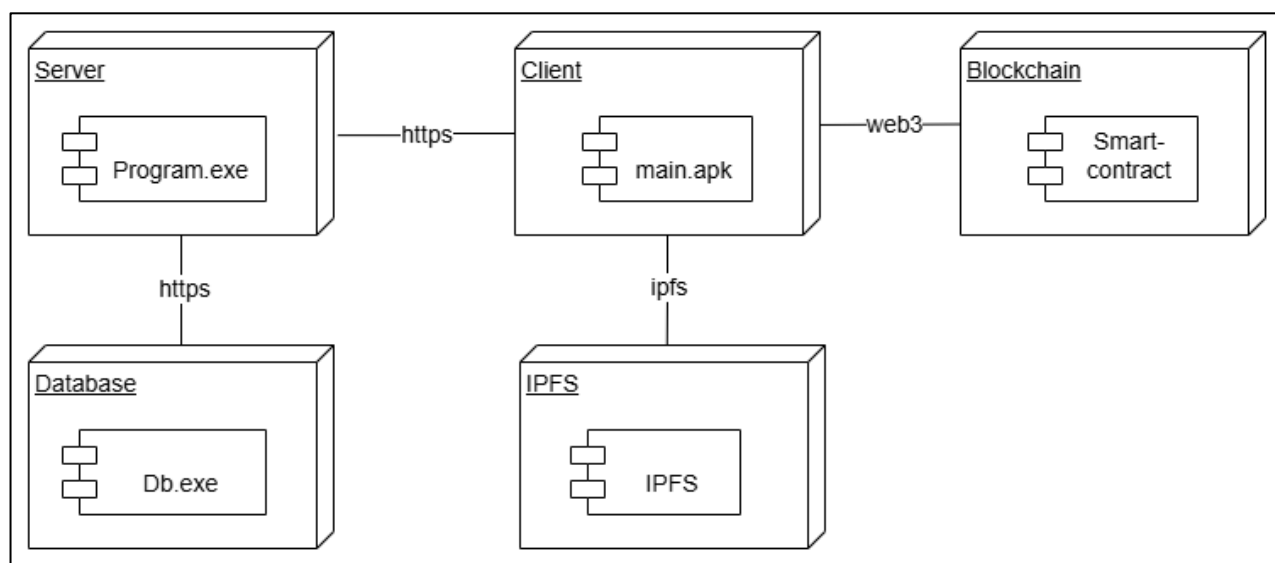 Server
Program.exe
https
Client
main.apk
web3
Blockchain
Smart-
contract
https
ipfs
Database
Db.exe
IPFS
IPFS